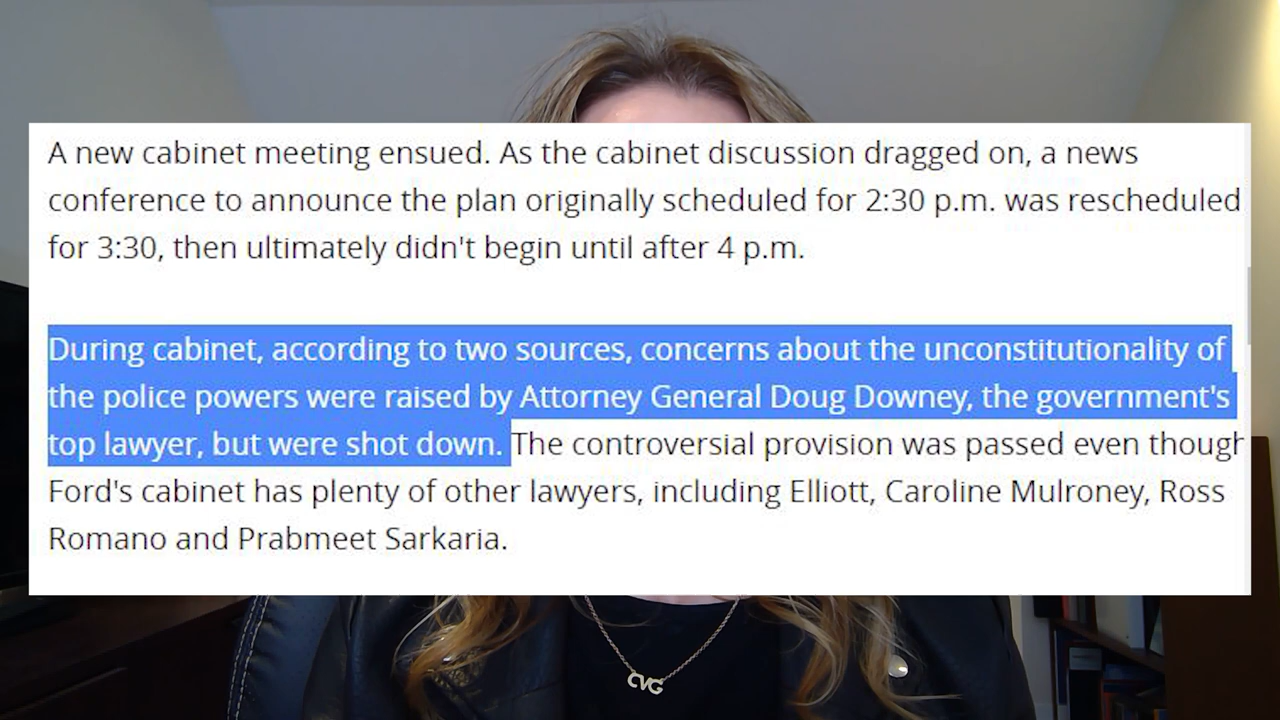 A new cabinet meeting ensued. As the cabinet discussion dragged on, a news
conference to announce the plan originally scheduled for 2:30 p.m. was rescheduled
for 3:30, then ultimately didn't begin until after 4 p.m.
During cabinet, according to two sources, concerns about the unconstitutionality of
the police powers were raised by Attorney General Doug Downey, the government's
top lawyer, but were shot down. The controversial provision was passed even though
Ford's cabinet has plenty of other lawyers, including Elliott, Caroline Mulroney, Ross
Romano and Prabmeet Sarkaria.
CVG